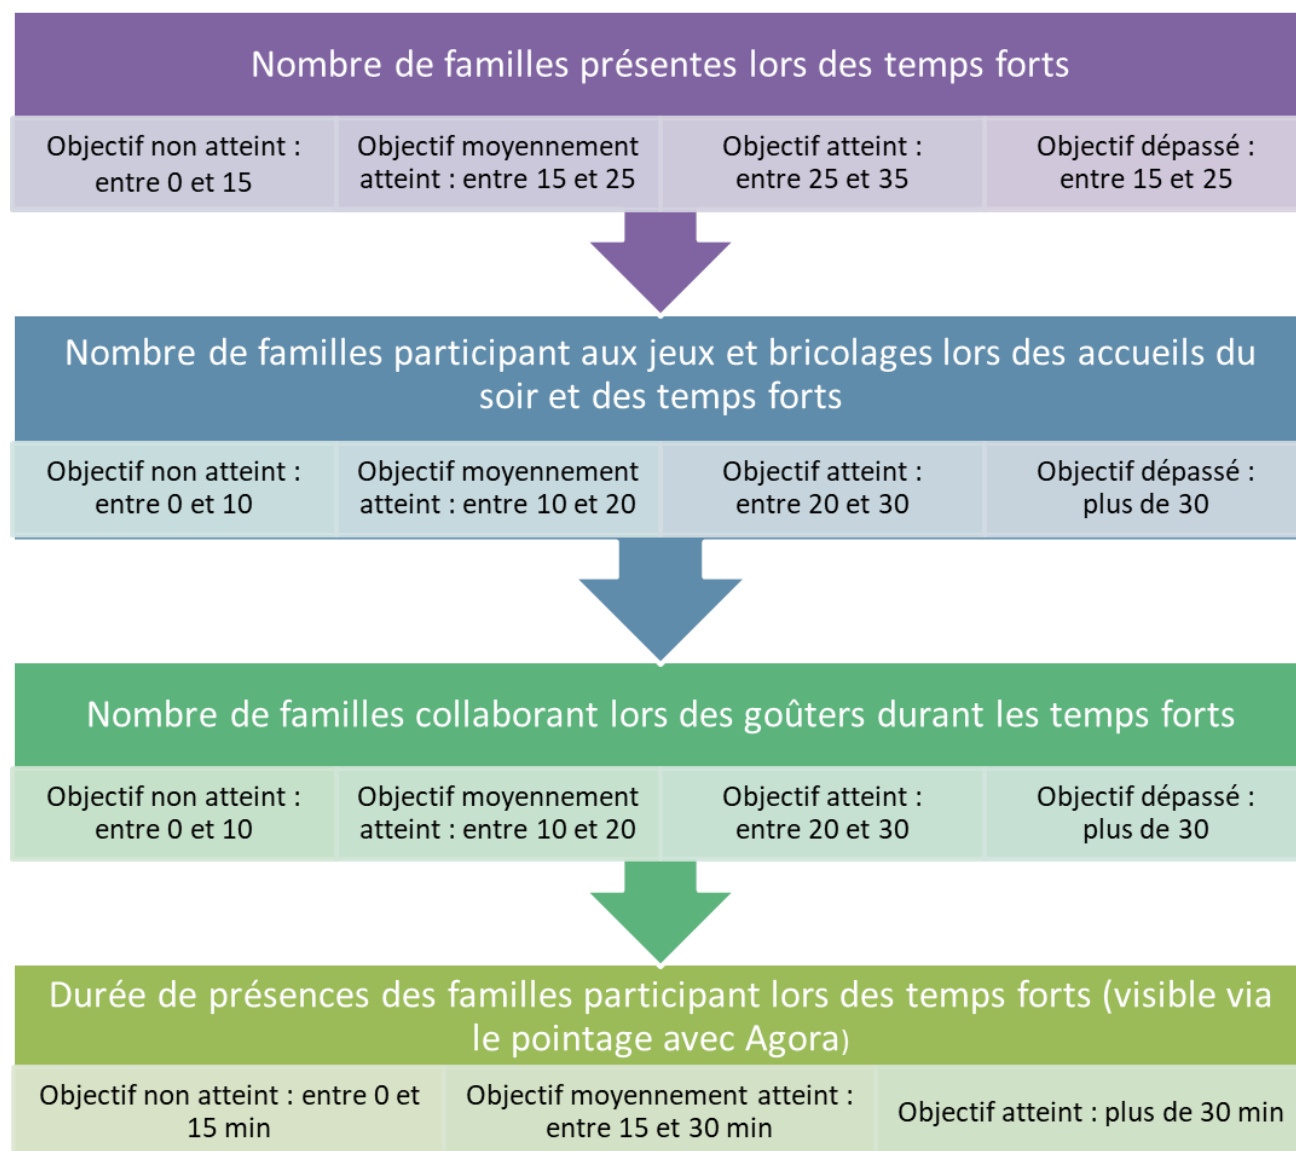 Nombre de familles présentes lors des temps forts
Objectif non atteint :
entre 0 et 15
Objectif moyennement
atteint : entre 15 et 25
Objectif atteint :
entre 25 et 35
Objectif dépassé :
entre 15 et 25
Nombre de familles participant aux jeux et bricolages lors des accueils du
soir et des temps forts
Objectif non atteint :
entre 0 et 10
Objectif moyennement
atteint : entre 10 et 20
Objectif atteint :
entre 20 et 30
Objectif dépassé :
plus de 30
Nombre de familles collaborant lors des goûters durant les temps forts
Objectif non atteint :
entre 0 et 10
Objectif moyennement
atteint : entre 10 et 20
Objectif atteint :
entre 20 et 30
Objectif dépassé :
plus de 30
Durée de présences des familles participant lors des temps forts (visible via
le pointage avec Agora)
Objectif non atteint : entre 0 et
15 min
Objectif moyennement atteint :
entre 15 et 30 min
Objectif atteint : plus de 30 min